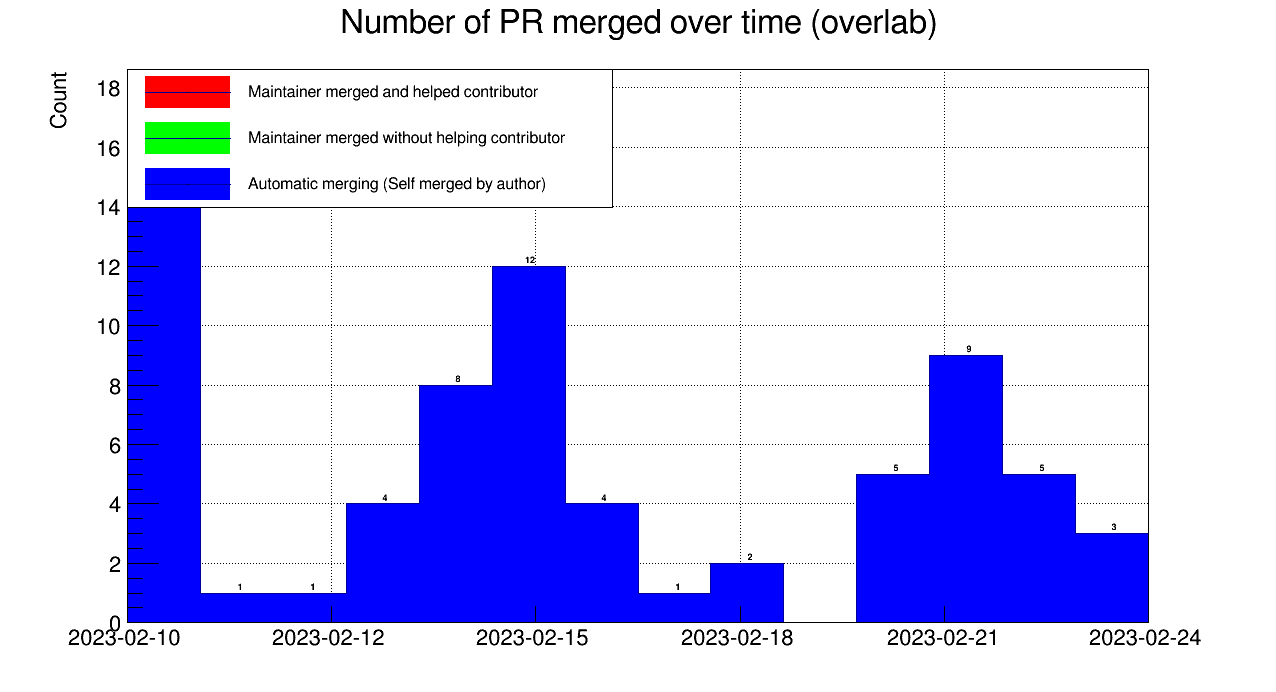 Number of PR merged over time (overlab)
Count
18
16
14
12
10
8
6
4
2
0
Maintainer merged and helped contributor
Maintainer merged without helping contributor
Automatic merging (Self merged by author)
1 1 4 8 12 4 1 2 5 9 5 3
2023-02-10 2023-02-12 2023-02-15 2023-02-18 2023-02-21 2023-02-24